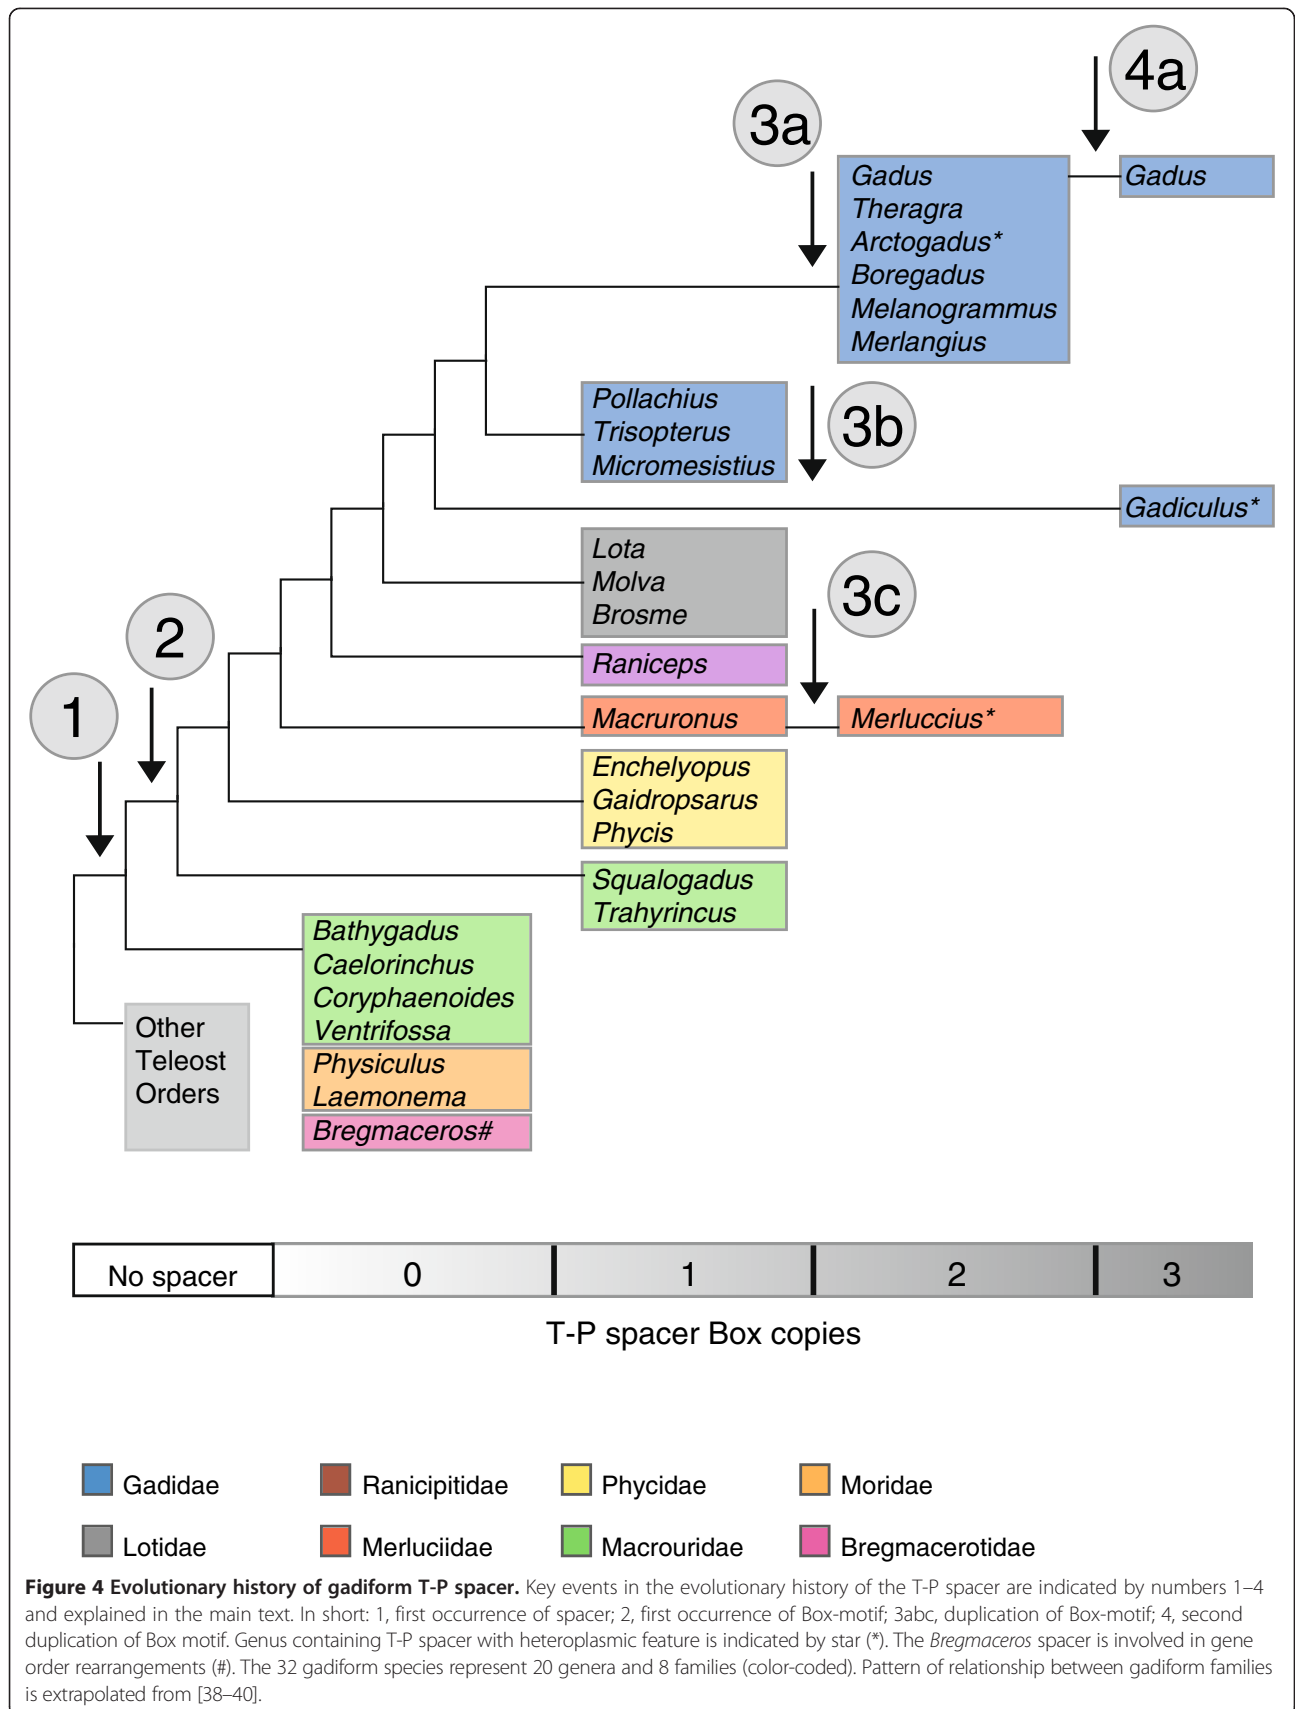 4a
3a
Gadus
Theragra
Arctogadus*
Boregadus
Melanogrammus
Merlangius
Gadus
Pollachius
Trisopterus
Micromesistius
3b
Gadiculus*
Lota
Molva
Brosme
3c
Raniceps
2
1
Macruronus
Merluccius*
Enchelyopus
Gaidropsarus
Phycis
Squalogadus
Trahyrincus
Bathygadus
Caelorinchus
Coryphaenoides
Ventrifossa
Physiculus
Laemonema
Bregmaceros#
Other
Teleost
Orders
No spacer 0 1 2 3
T-P spacer Box copies
Gadidae Ranicipitidae Phycidae Moridae
Lotidae Merluciidae Macrouridae Bregmacerotidae
Figure 4 Evolutionary history of gadiform T-P spacer. Key events in the evolutionary history of the T-P spacer are indicated by numbers 1–4
and explained in the main text. In short: 1, first occurrence of spacer; 2, first occurrence of Box-motif; 3abc, duplication of Box-motif; 4, second
duplication of Box motif. Genus containing T-P spacer with heteroplasmic feature is indicated by star (*). The Bregmaceros spacer is involved in gene
order rearrangements (#). The 32 gadiform species represent 20 genera and 8 families (color-coded). Pattern of relationship between gadiform families
is extrapolated from [38–40].